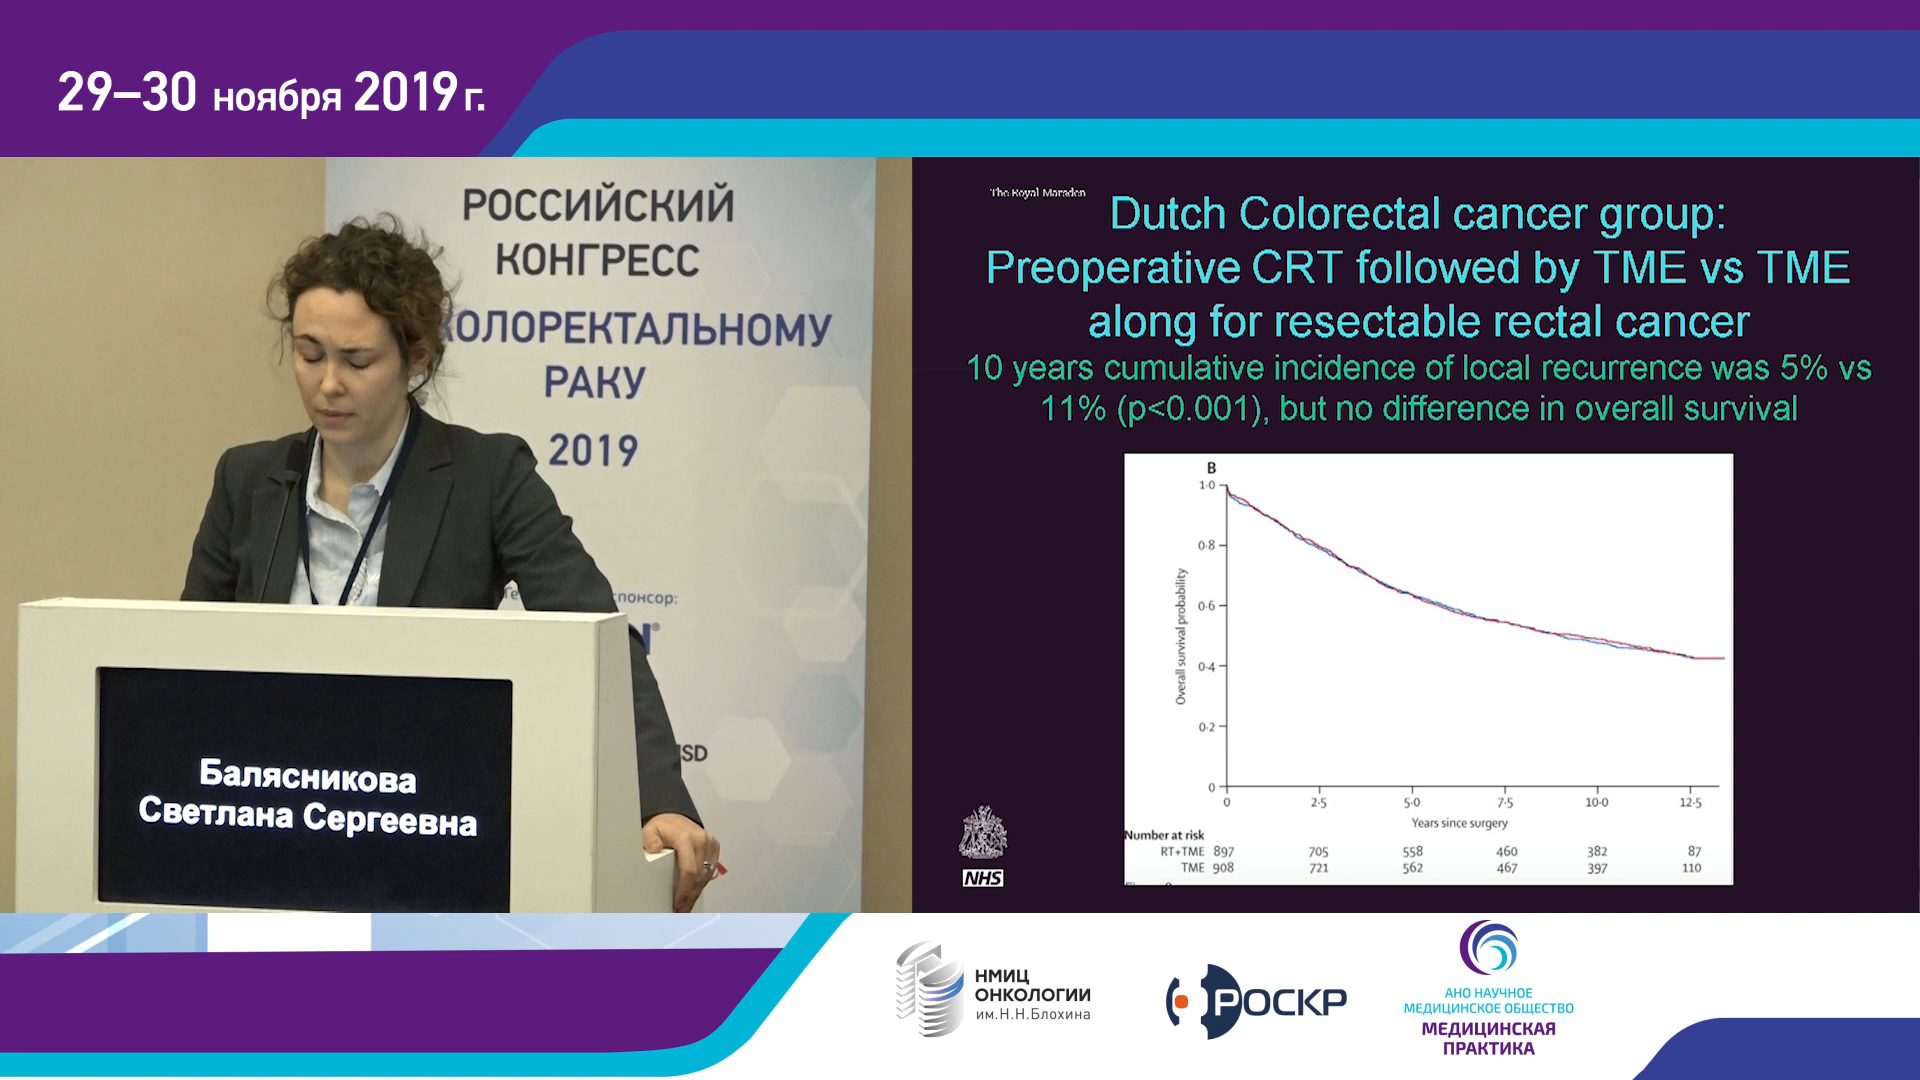 29–30 ноября 2019 г.
РОССИЙСКИЙ
КОНГРЕСС
КОЛОРЕКТАЛЬНОМУ
РАКУ
2019
спонсор:
SD
Балясникова
Светлана Сергеевна
The Royal Marsden
Dutch Colorectal cancer group:
Preoperative CRT followed by TME vs TME
along for resectable rectal cancer
10 years cumulative incidence of local recurrence was 5% vs
11% (p<0.001), but no difference in overall survival
B
Overall survival probability
1·0
0·8
0·6
0·4
0·2
0
0 2·5 5·0 7·5 10·0 12·5
Years since surgery
Number at risk
RT+TME 897 705 558 460 382 87
TME 908 721 562 467 397 110
NHS
НМИЦ
ОНКОЛОГИИ
им.Н.Н.Блохина
РОСКР
АНО НАУЧНОЕ
МЕДИЦИНСКОЕ ОБЩЕСТВО
МЕДИЦИНСКАЯ
ПРАКТИКА